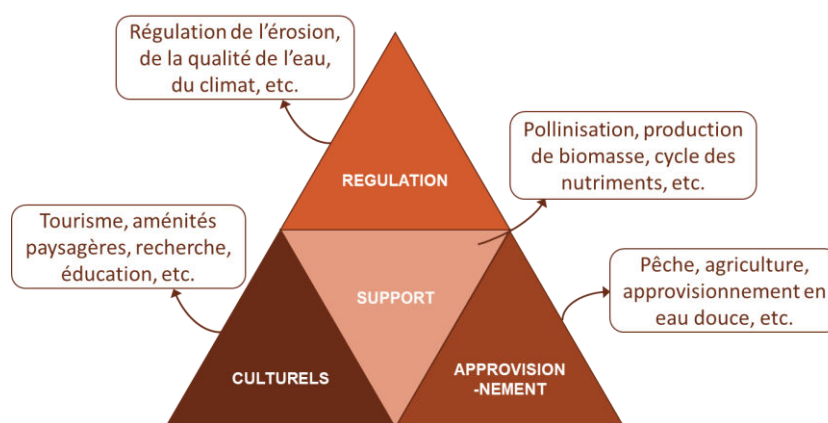 Régulation de l’érosion,
de la qualité de l’eau,
du climat, etc.
Pollinisation, production
de biomasse, cycle des
nutriments, etc.
REGULATION
Tourisme, aménités
paysagères, recherche,
éducation, etc.
Pêche, agriculture,
approvisionnement en
eau douce, etc.
SUPPORT
CULTURELS
APPROVISION
-NEMENT